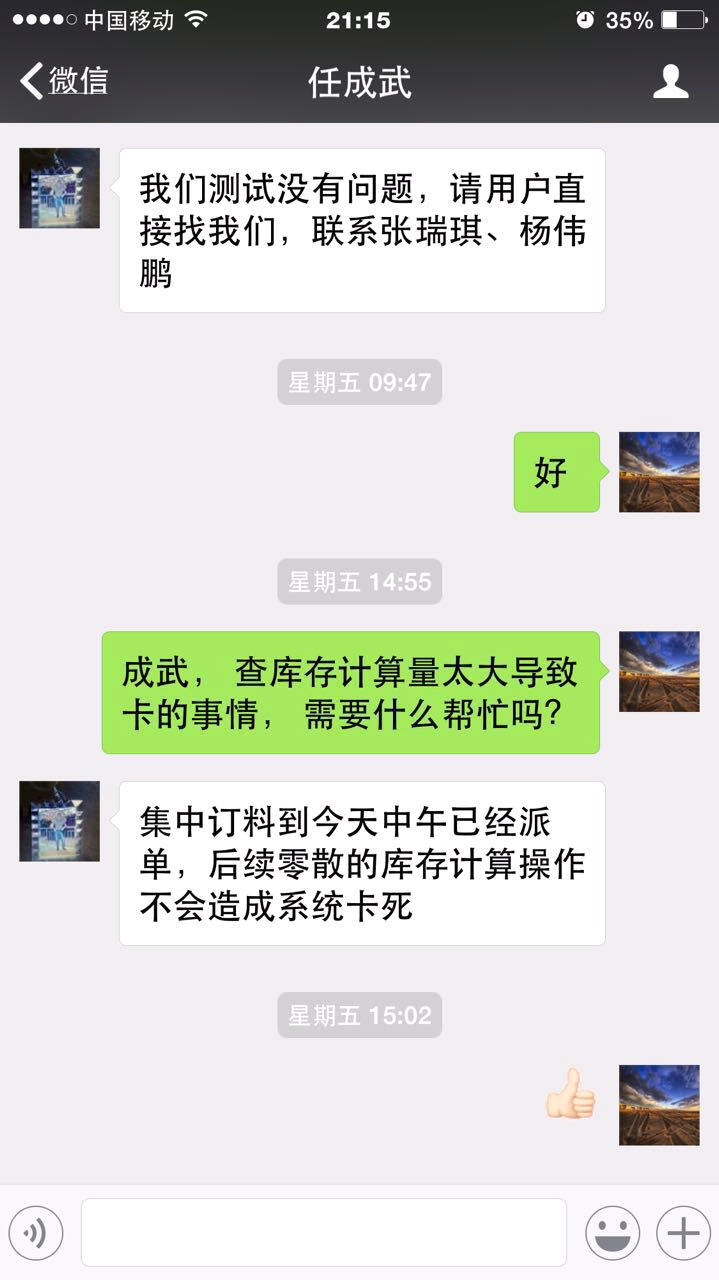 中国移动 21:15 35%
微信 任成武
我们测试没有问题，请用户直
接找我们，联系张瑞琪、杨伟
鹏
星期五 09:47
好
星期五 14:55
成武， 查库存计算量太大导致
卡的事情， 需要什么帮忙吗？
集中订料到今天中午已经派
单，后续零散的库存计算操作
不会造成系统卡死
星期五 15:02